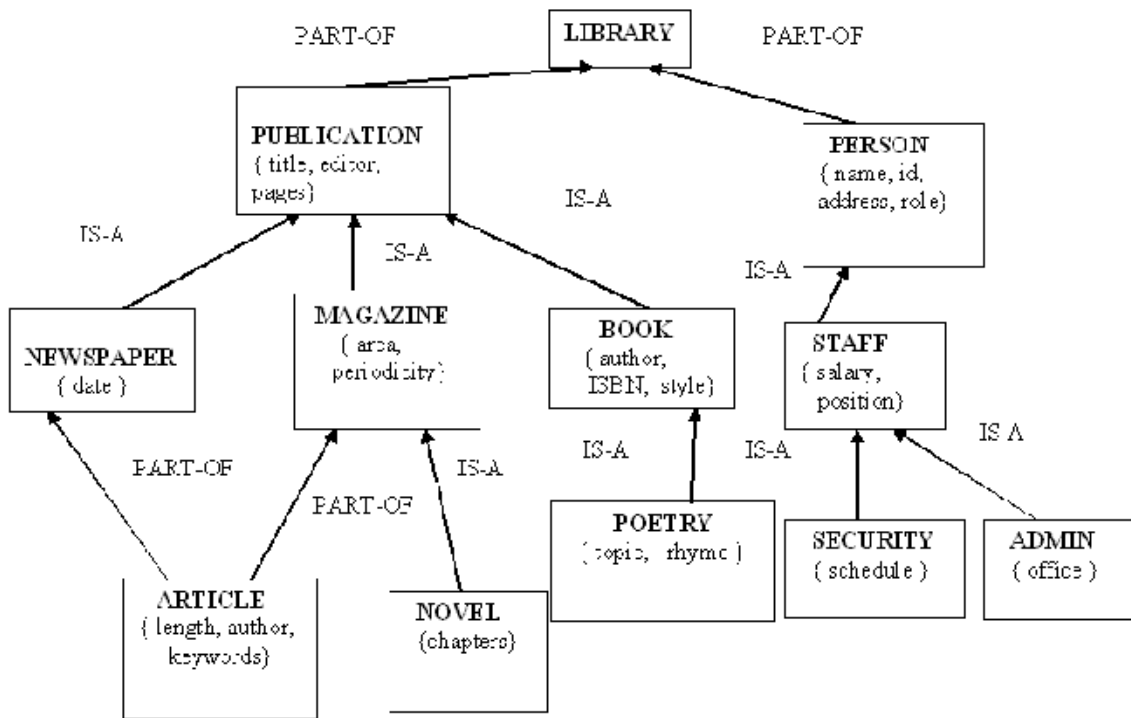 PART-OF
LIBRARY
PART-OF
PUBLICATION
{ title, editor,
pages}
PERSON
{ name, id,
address, role}
IS-A
IS-A
IS-A
IS-A
NEWSPAPER
{ date }
MAGAZINE
{ area,
periodicity}
BOOK
{ author,
ISBN, style}
STAFF
{ salary,
position}
PART-OF
PART-OF
IS-A
IS-A
IS-A
IS-A
ARTICLE
{ length, author,
keywords}
NOVEL
{chapters}
POETRY
{ topic, rhyme }
SECURITY
{ schedule }
ADMIN
{ office }